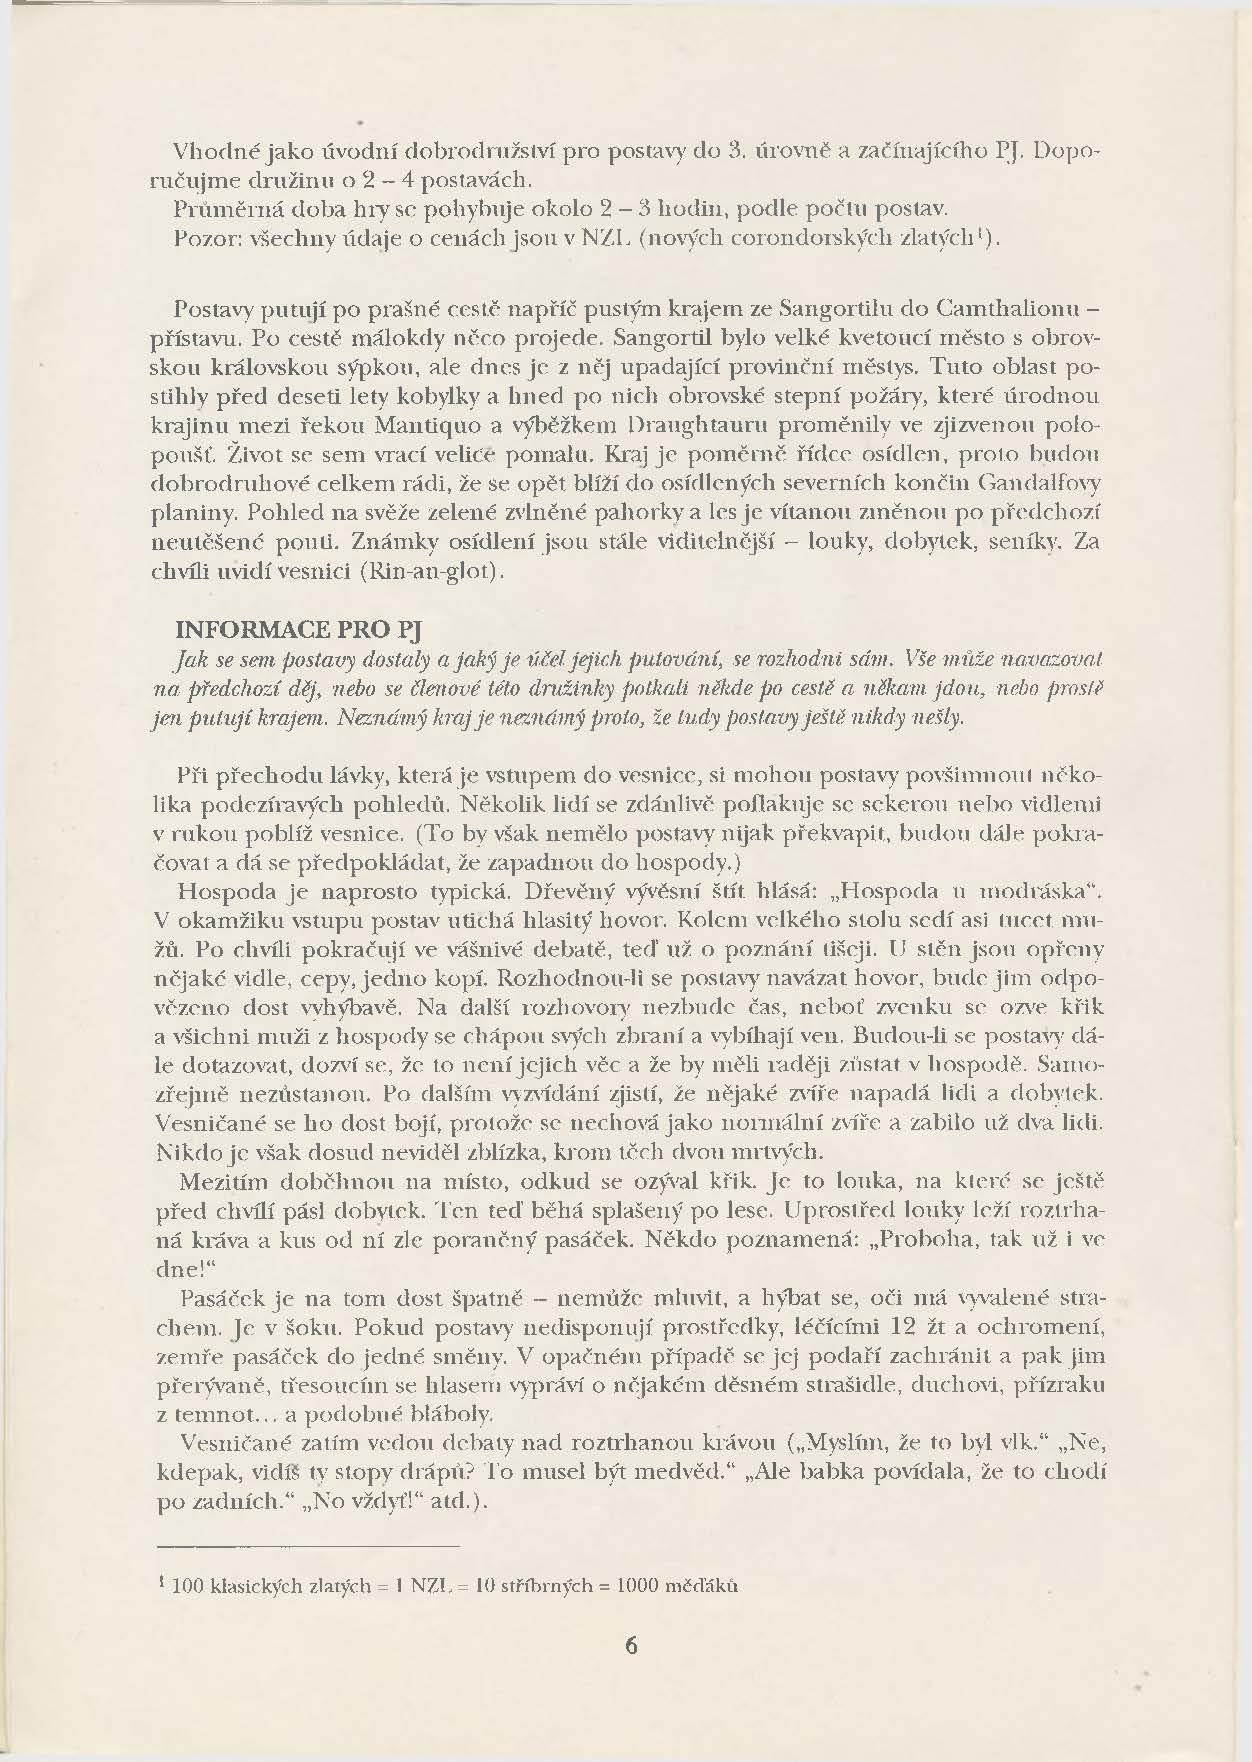 Vhodné jako úvodní dobrodružství pro postavy do 3. úrovně a začínajícího PJ. Dopo-
ručujme družinu o 2 – 4 postavách.
Průměrná doba hry se pohybuje okolo 2 – 3 hodin, podle počtu postav.
Pozor: všechny údaje o cenách jsou v NZL (nových corondorských zlatých¹).
Postavy putují po prašné cestě napříč pustým krajem ze Sangortilu do Camthalionu –
přístavu. Po cestě málokdy něco projede. Sangortil bylo velké kvetoucí město s obrov-
skou královskou sýpkou, ale dnes je z něj upadající provinční městys. Tuto oblast po-
stihly před deseti lety kobylky a hned po nich obrovské stepní požáry, které úrodnou
krajinu mezi řekou Mantiquo a výběžkem Draughtauru proměnily ve zjizvenou polo-
poušť. Život se sem vrací velice pomalu. Kraj je poměrně řídce osídlen, proto budou
dobrodruhové celkem rádi, že se opět blíží do osídlených severních končin Gandalfovy
planiny. Pohled na svěže zelené zvlněné pahorky a les je vítanou změnou po předchozí
neutěšené pouti. Známky osídlení jsou stále viditelnější – louky, dobytek, seníky. Za
chvíli uvidí vesnici (Rin-an-glot).
INFORMACE PRO PJ
Jak se sem postavy dostaly a jaký je účel jejich putování, se rozhodni sám. Vše může navazovat
na předchozí děj, nebo se členové této družinky potkali někde po cestě a někam jdou, nebo prostě
jen putují krajem. Neznámý kraj je neznámý proto, že tudy postavy ještě nikdy nešly.
Při přechodu lávky, která je vstupem do vesnice, si mohou postavy povšimnout něko-
lika podezíravých pohledů. Několik lidí se zdánlivě poflakuje se sekerou nebo vidlemi
v rukou poblíž vesnice. (To by však nemělo postavy nijak překvapit, budou dále pokra-
čovat a dá se předpokládat, že zapadnou do hospody.)
Hospoda je naprosto typická. Dřevěný vývěsní štít hlásá: „Hospoda u modráska“.
V okamžiku vstupu postav utichá hlasitý hovor. Kolem velkého stolu sedí asi tucet mu-
žů. Po chvíli pokračují ve vášnivé debatě, teď už o poznání tišeji. U stěn jsou opřeny
nějaké vidle, cepy, jedno kopí. Rozhodnou-li se postavy navázat hovor, bude jim odpo-
vězeno dost vyhýbavě. Na další rozhovory nezbude čas, neboť zvenku se ozve křik
a všichni muži z hospody se chápou svých zbraní a vybíhají ven. Budou-li se postavy dá-
le dotazovat, dozví se, že to není jejich věc a že by měli raději zůstat v hospodě. Samo-
zřejmě nezůstanou. Po dalším vyzvídání zjistí, že nějaké zvíře napadá lidi a dobytek.
Vesničané se ho dost bojí, protože se nechová jako normální zvíře a zabilo už dva lidi.
Nikdo je však dosud neviděl zblízka, krom těch dvou mrtvých.
Mezitím doběhnou na místo, odkud se ozýval křik. Je to louka, na které se ještě
před chvílí pásl dobytek. Ten teď běhá splašený po lese. Uprostřed louky leží roztrha-
ná kráva a kus od ní zle poraněný pasáček. Někdo poznamená: „Proboha, tak už i ve
dne!“
Pasáček je na tom dost špatně – nemůže mluvit, a hýbat se, oči má vyvalené stra-
chem. Je v šoku. Pokud postavy nedisponují prostředky, léčícími 12 žt a ochromení,
zemře pasáček do jedné směny. V opačném případě se jej podaří zachránit a pak jim
přerývaně, třesoucím se hlasem vypráví o nějakém děsném strašidle, duchovi, přízraku
z temnot... a podobné bláboly.
Vesničané zatím vedou debaty nad roztrhanou krávou („Myslím, že to byl vlk.“ „Ne,
kdepak, vidíš ty stopy drápů? To musel být medvěd.“ „Ale babka povídala, že to chodí
po zadních.“ „No vždyť!“ atd.).
¹ 100 klasických zlatých = 1 NZL = 10 stříbrných = 1000 měďáků
6